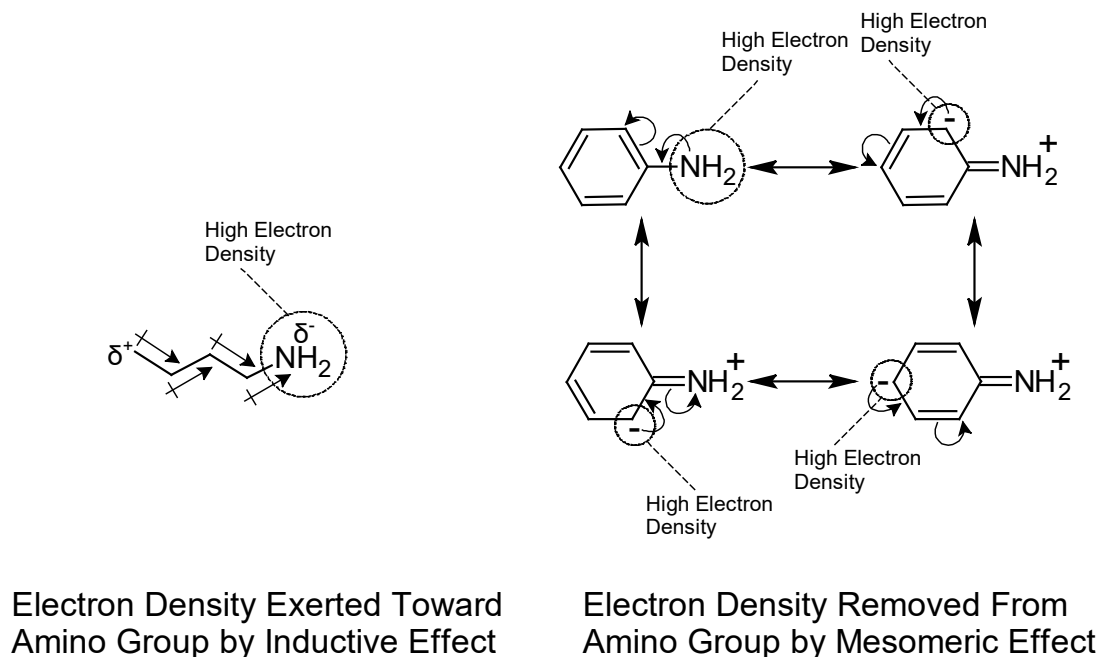 High Electron
Density
High Electron
Density
NH2
-
NH2
+
High Electron
Density
δ+
δ-
NH2
-
NH2
+
-
NH2
+
High Electron
Density
High Electron
Density
Electron Density Exerted Toward
Amino Group by Inductive Effect
Electron Density Removed From
Amino Group by Mesomeric Effect